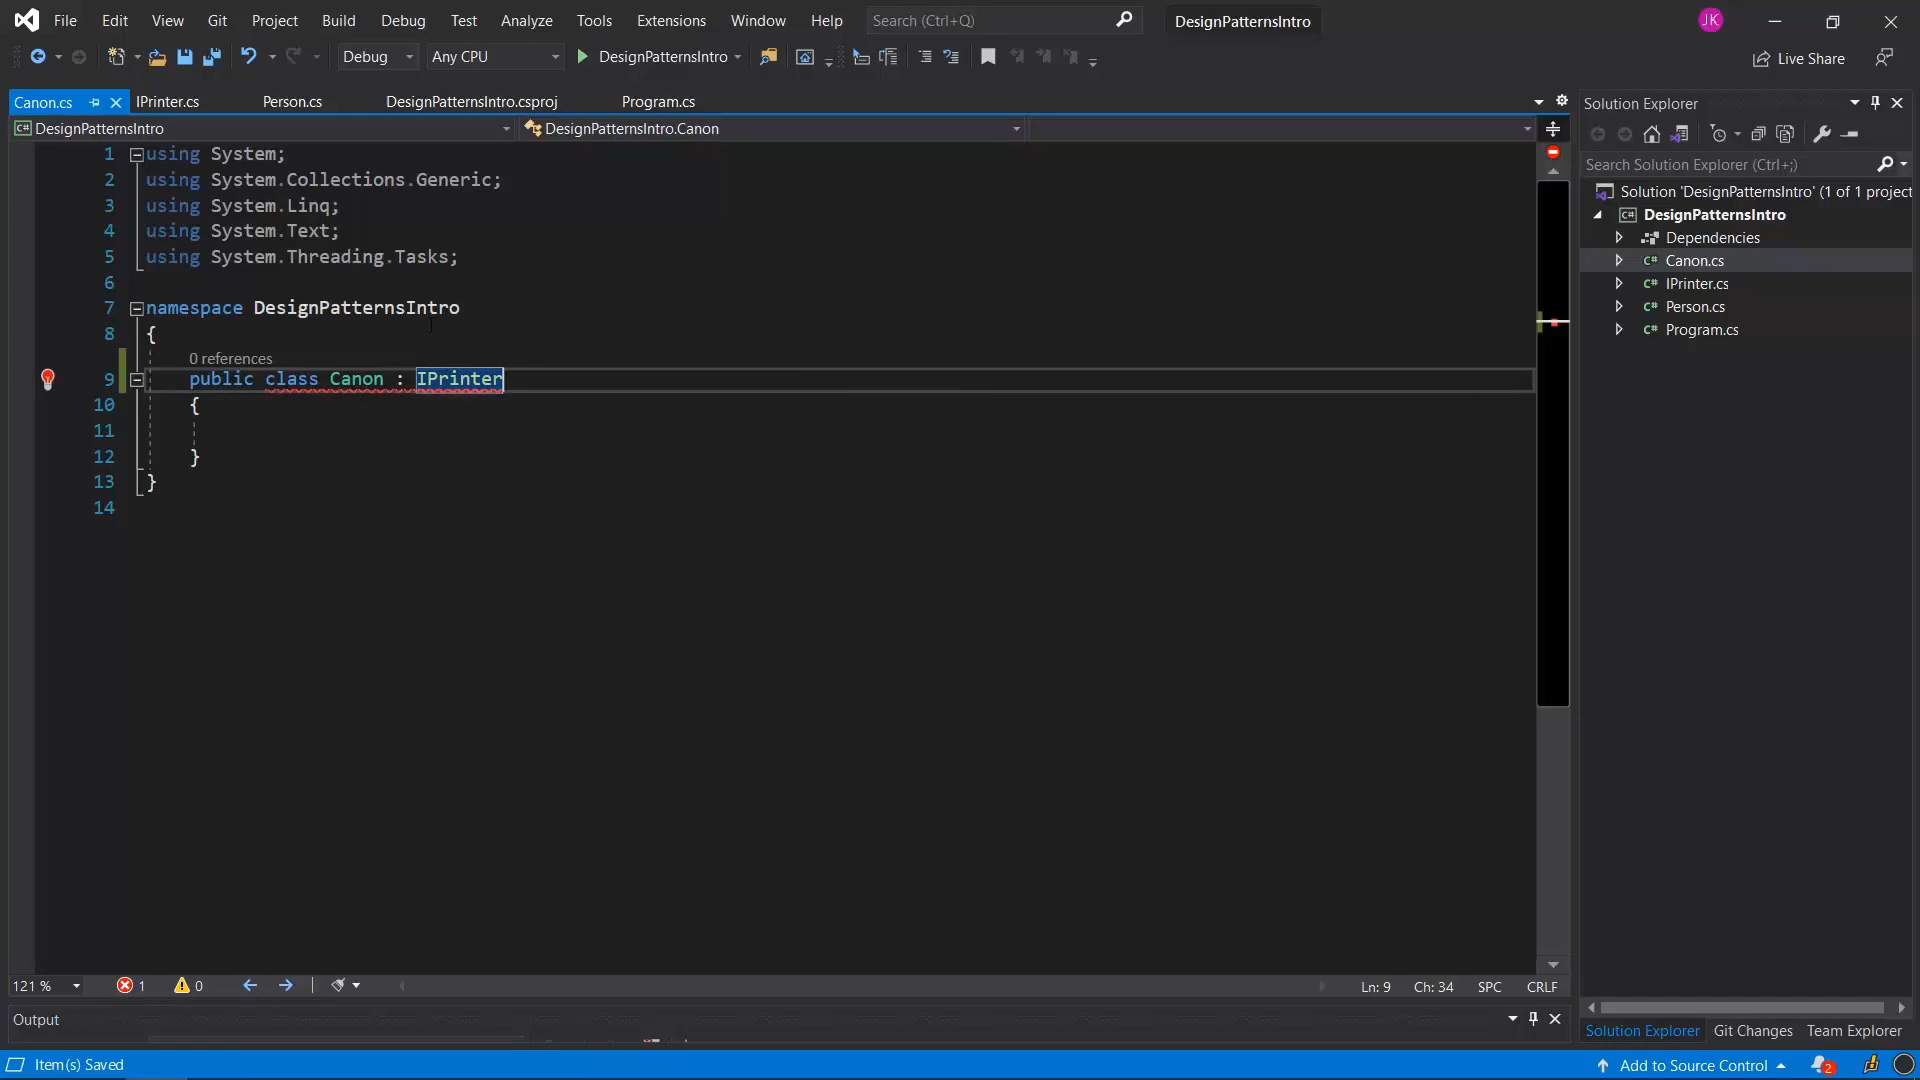 File Edit View Git Project Build Debug Test Analyze Tools Extensions Window Help Search (Ctrl+Q) DesignPatternsIntro JK
Debug Any CPU DesignPatternsIntro Live Share
Canon.cs IPrinter.cs Person.cs DesignPatternsIntro.csproj Program.cs
DesignPatternsIntro DesignPatternsIntro.Canon
1 using System;
2 using System.Collections.Generic;
3 using System.Linq;
4 using System.Text;
5 using System.Threading.Tasks;
6
7 namespace DesignPatternsIntro
8 {
0 references
9 public class Canon : IPrinter
10 {
11
12 }
13 }
14
121 % 1 0 Ln: 9 Ch: 34 SPC CRLF
Output
Solution Explorer
Search Solution Explorer (Ctrl+;)
Solution 'DesignPatternsIntro' (1 of 1 project
DesignPatternsIntro
Dependencies
Canon.cs
IPrinter.cs
Person.cs
Program.cs
Solution Explorer Git Changes Team Explorer
Item(s) Saved Add to Source Control 2